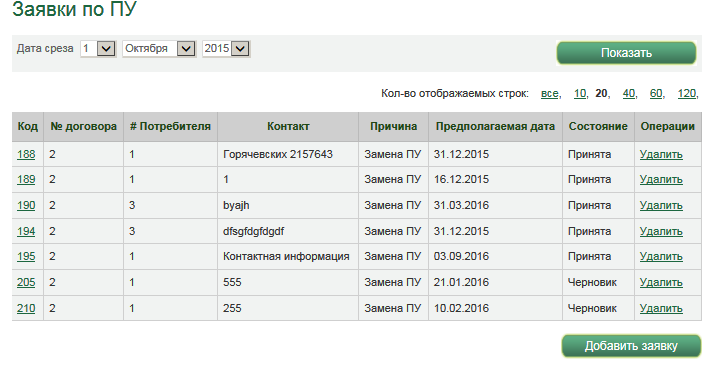 Заявки по ПУ
Дата среза 1 Октября 2015 Показать
Кол-во отображаемых строк: все, 10, 20, 40, 60, 120,
Код № договора # Потребителя Контакт Причина Предполагаемая дата Состояние Операции
188 2 1 Горячевских 2157643 Замена ПУ 31.12.2015 Принята Удалить
189 2 1 1 Замена ПУ 16.12.2015 Принята Удалить
190 2 3 byajh Замена ПУ 31.03.2016 Принята Удалить
194 2 3 dfsgfdgfdgdf Замена ПУ 31.12.2015 Принята Удалить
195 2 1 Контактная информация Замена ПУ 03.09.2016 Принята Удалить
205 2 1 555 Замена ПУ 21.01.2016 Черновик Удалить
210 2 1 255 Замена ПУ 10.02.2016 Черновик Удалить
Добавить заявку